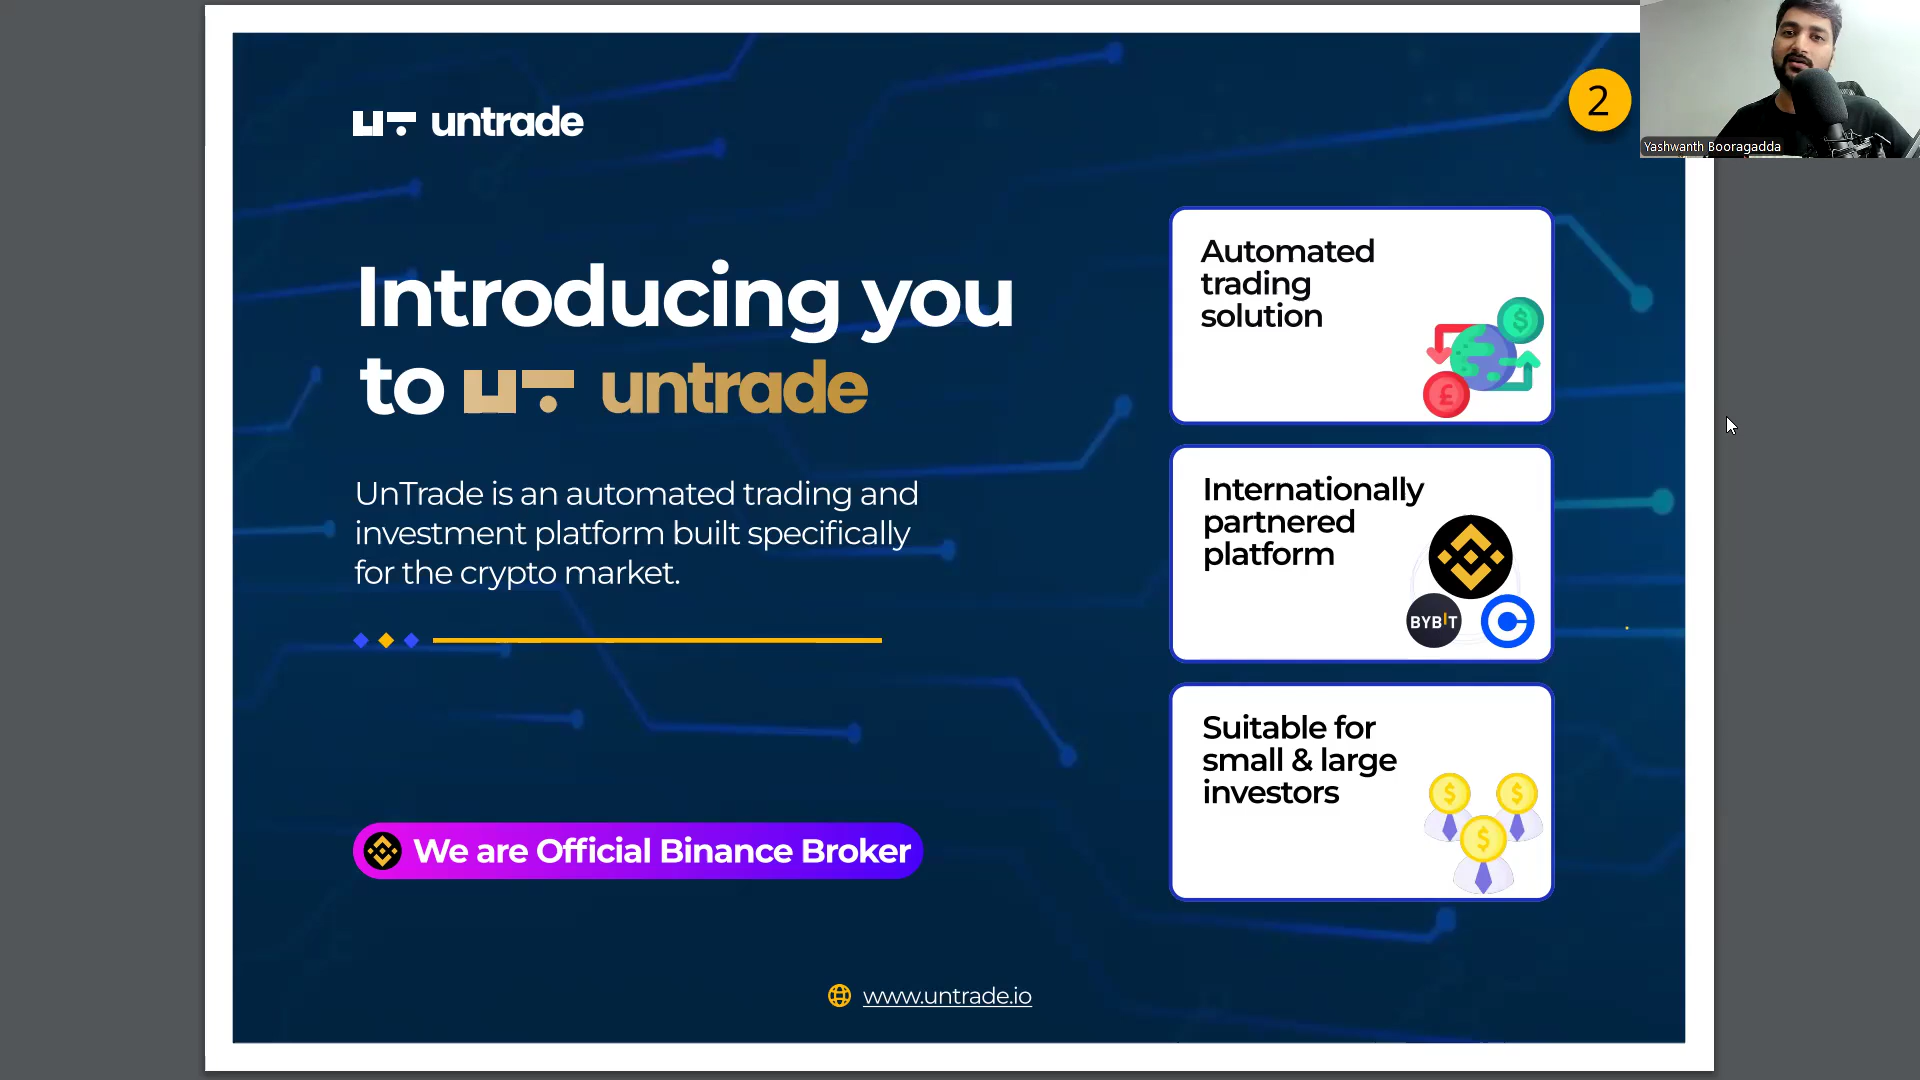 untrade
2
Yashwanth Booragadda
Introducing you
to untrade
UnTrade is an automated trading and
investment platform built specifically
for the crypto market.
We are Official Binance Broker
Automated
trading
solution
$
£
Internationally
partnered
platform
BYBIT
Suitable for
small & large
investors
$
$
$
www.untrade.io